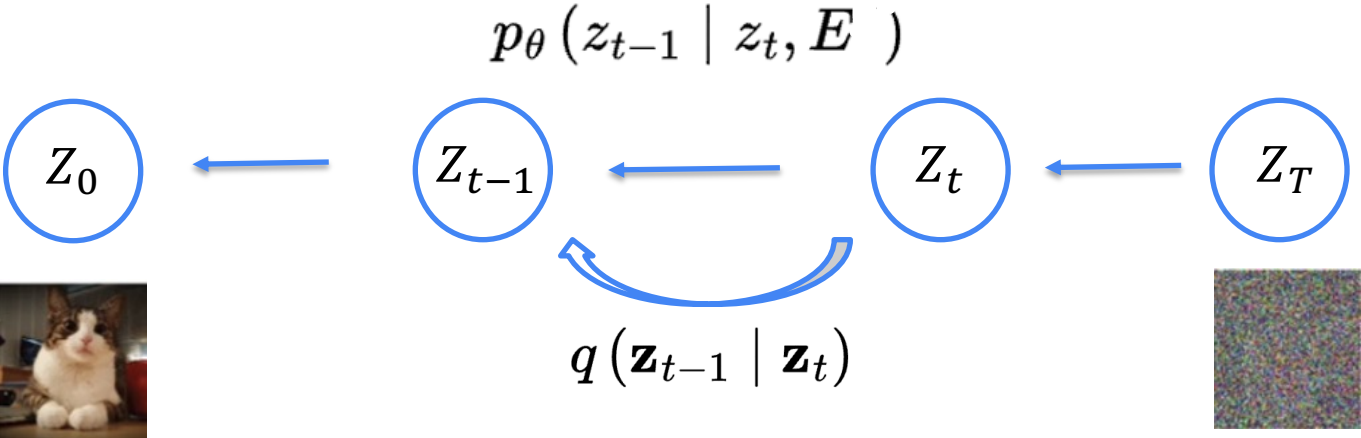 p_θ (z_{t−1} | z_t, E )
Z_0
Z_{t−1}
Z_t
Z_T
q (𝐳_{t−1} | 𝐳_t)